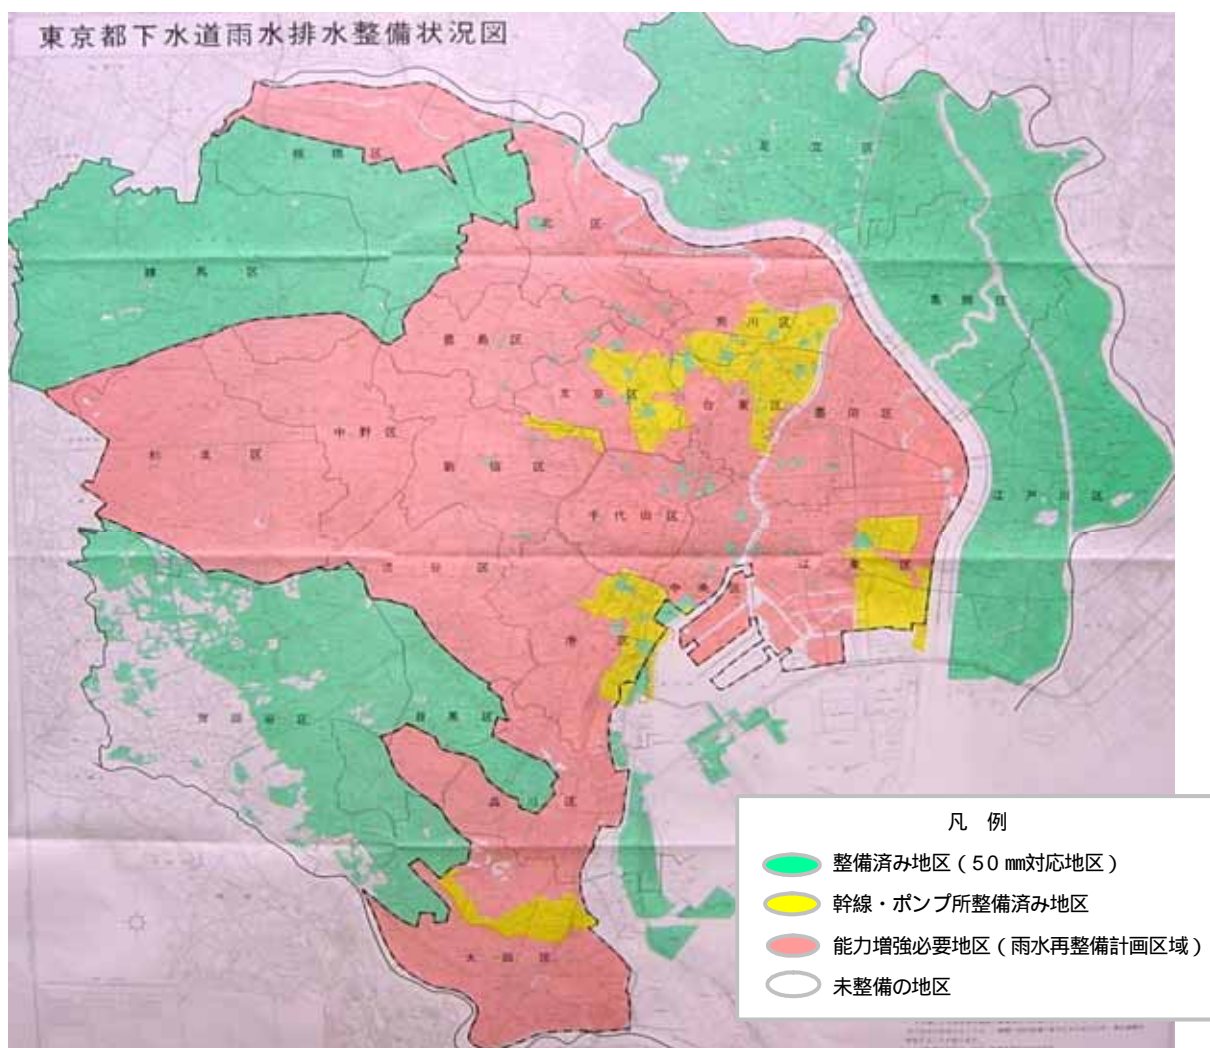 東京都下水道雨水排水整備状況図
足 立 区
板 橋 区
北 区
練 馬 区
葛 飾 区
荒 川 区
豊 島 区
文 京 区
台 東 区
墨 田 区
中 野 区
杉 並 区
新 宿 区
江 戸 川 区
千 代 田 区
渋 谷 区
江 東 区
中 央 区
港 区
世 田 谷 区
目 黒 区
品 川 区
大 田 区
凡 例
整備済み地区(50㎜対応地区)
幹線・ポンプ所整備済み地区
能力増強必要地区(雨水再整備計画区域)
未整備の地区